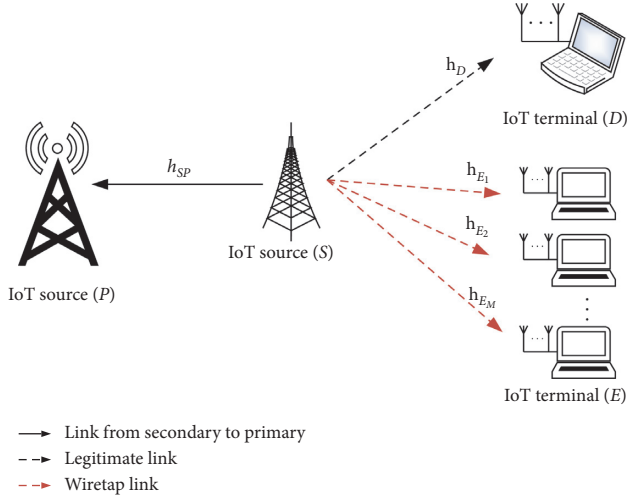 h_D
IoT terminal (D)
h_SP
h_E1
h_E2
IoT source (S)
IoT source (P)
h_EM
IoT terminal (E)
Link from secondary to primary
Legitimate link
Wiretap link